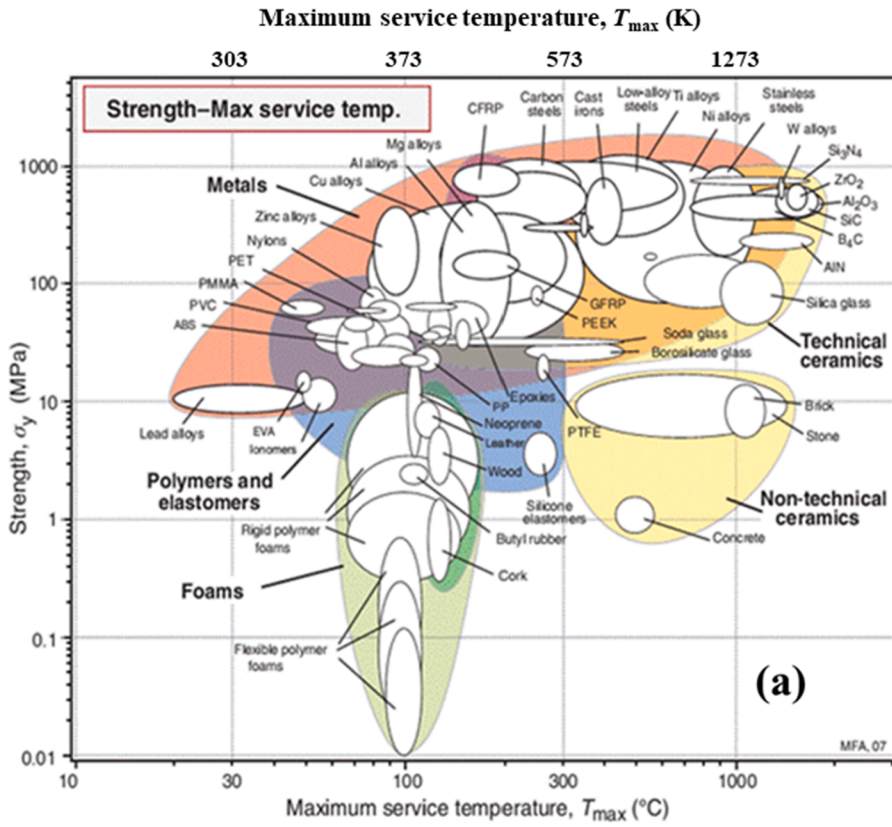 Maximum service temperature, Tmax (K)
303 373 573 1273
Strength–Max service temp.
CFRP
Carbon
steels
Cast
irons
Low-alloy
steels
Ti alloys
Ni alloys
Stainless
steels
W alloys
Si3N4
ZrO2
Al2O3
SiC
B4C
AlN
Mg alloys
Al alloys
Cu alloys
Metals
Zinc alloys
Nylons
PET
PMMA
PVC
ABS
GFRP
PEEK
Silica glass
Soda glass
Borosilicate glass
Technical
ceramics
Lead alloys
EVA
Ionomers
Epoxies
PP
PTFE
Neoprene
Leather
Wood
Brick
Stone
Polymers and
elastomers
Silicone
elastomers
Non-technical
ceramics
Rigid polymer
foams
Butyl rubber
Concrete
Cork
Foams
Flexible polymer
foams
(a)
MFA, 07
1000
100
10
1
0.1
0.01
Strength, σy (MPa)
10 30 100 300 1000
Maximum service temperature, Tmax (°C)